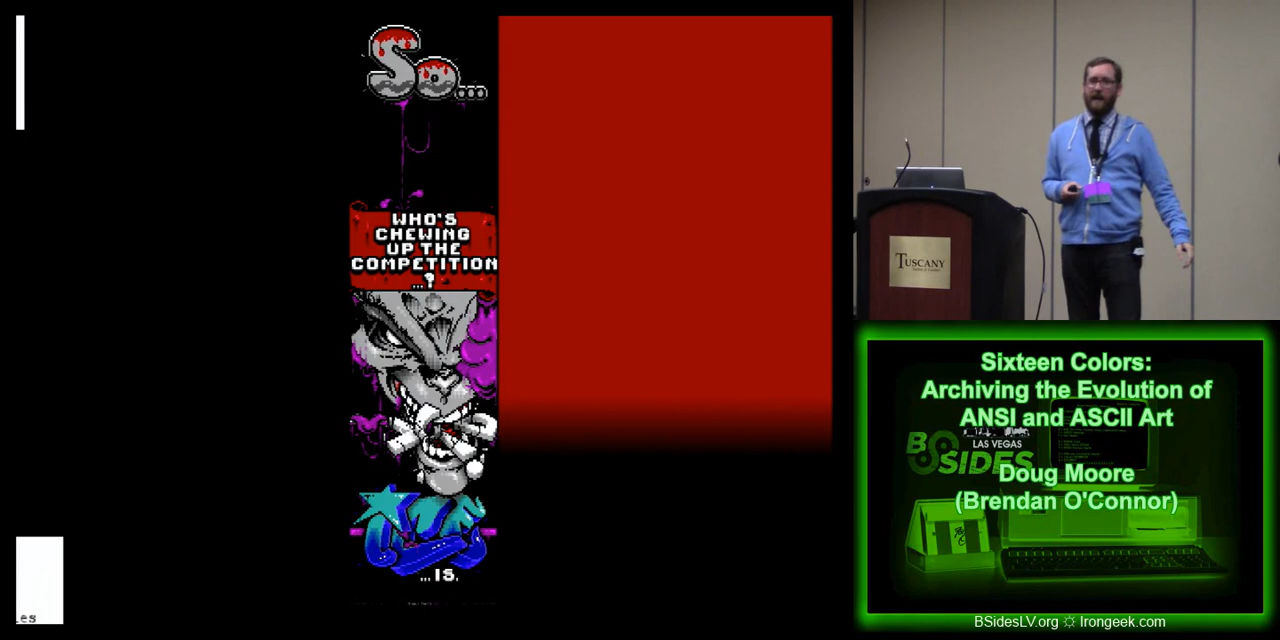 So...
WHO'S
CHEWING
UP THE
COMPETITION
...?
...IS.
es
TUSCANY
Sixteen Colors:
Archiving the Evolution of
ANSI and ASCII Art
BSIDES
LAS VEGAS
Doug Moore
(Brendan O'Connor)
BSidesLV.org ☼ Irongeek.com